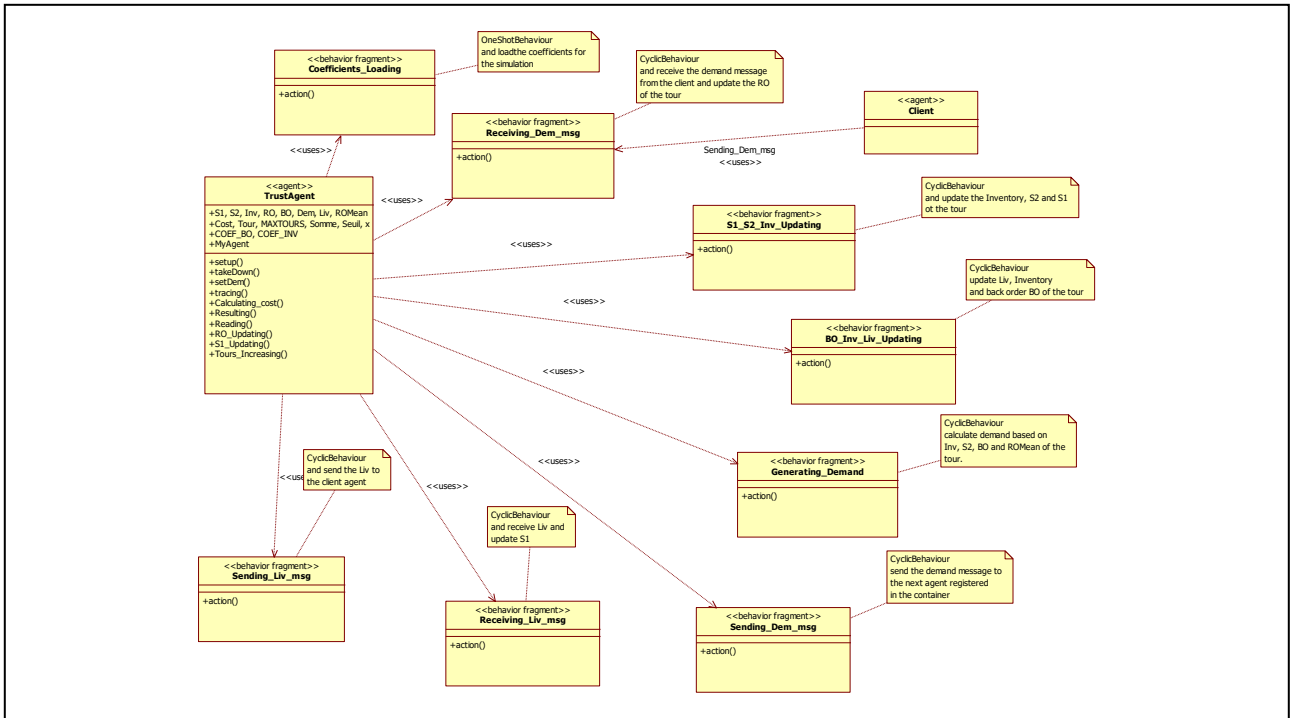 OneShotBehaviour
and loadthe coefficients for
the simulation
<<behavior fragment>>
Coefficients_Loading
+action()
CyclicBehaviour
and receive the demand message
from the client and update the RO
of the tour
<<agent>>
Client
<<behavior fragment>>
Receiving_Dem_msg
+action()
Sending_Dem_msg
<<uses>>
<<uses>>
<<agent>>
TrustAgent
+S1, S2, Inv, RO, BO, Dem, Liv, ROMean
+Cost, Tour, MAXTOURS, Somme, Seuil, x
+COEF_BO, COEF_INV
+MyAgent
+setup()
+takeDown()
+setDem()
+tracing()
+Calculating_cost()
+Resulting()
+Reading()
+RO_Updating()
+S1_Updating()
+Tours_Increasing()
<<uses>>
CyclicBehaviour
and update the Inventory, S2 and S1
ot the tour
<<behavior fragment>>
S1_S2_Inv_Updating
+action()
<<uses>>
CyclicBehaviour
update Liv, Inventory
and back order BO of the tour
<<uses>>
<<behavior fragment>>
BO_Inv_Liv_Updating
+action()
<<uses>>
CyclicBehaviour
calculate demand based on
Inv, S2, BO and ROMean of the
tour.
<<behavior fragment>>
Generating_Demand
+action()
<<uses>>
CyclicBehaviour
and send the Liv to
the client agent
<<uses
<<uses>>
CyclicBehaviour
and receive Liv and
update S1
<<behavior fragment>>
Sending_Liv_msg
+action()
CyclicBehaviour
send the demand message to
the next agent registered
in the container
<<behavior fragment>>
Receiving_Liv_msg
+action()
<<behavior fragment>>
Sending_Dem_msg
+action()